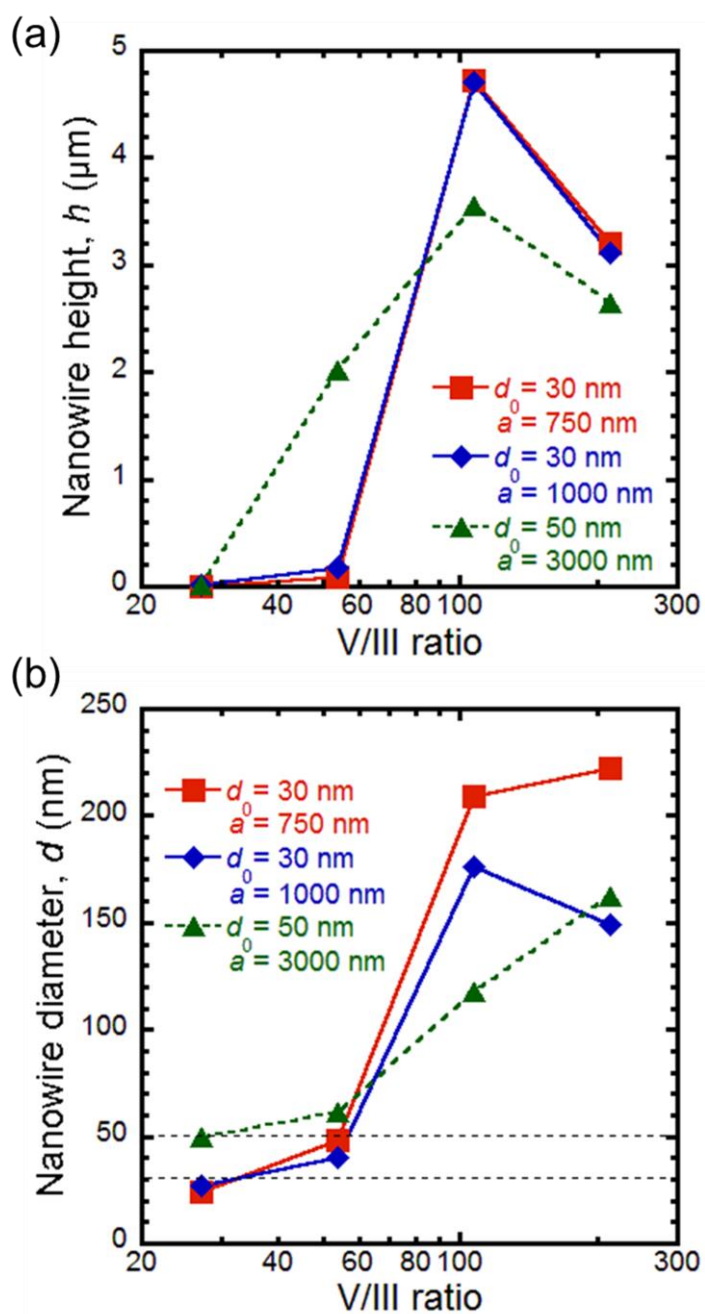 (a)
5
4
3
2
1
0
Nanowire height, h (µm)
d₀ = 30 nm
a = 750 nm
d₀ = 30 nm
a = 1000 nm
d₀ = 50 nm
a = 3000 nm
20 40 60 80 100 300
V/III ratio
(b)
250
200
150
100
50
0
Nanowire diameter, d (nm)
d₀ = 30 nm
a = 750 nm
d₀ = 30 nm
a = 1000 nm
d₀ = 50 nm
a = 3000 nm
20 40 60 80 100 300
V/III ratio